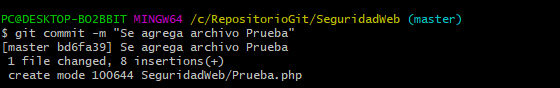 PC@DESKTOP-BO2BBIT MINGW64 /c/RepositorioGit/SeguridadWeb (master)
$ git commit -m "Se agrega archivo Prueba"
[master bd6fa39] Se agrega archivo Prueba
1 file changed, 8 insertions(+)
create mode 100644 SeguridadWeb/Prueba.php